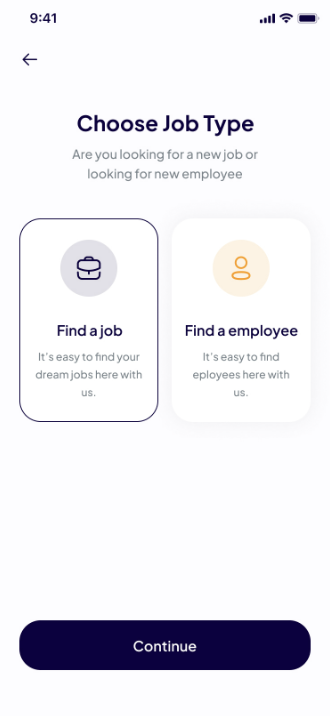 9:41
Choose Job Type
Are you looking for a new job or
looking for new employee
Find a job
It's easy to find your
dream jobs here with
us.
Find a employee
It's easy to find
eployees here with
us.
Continue